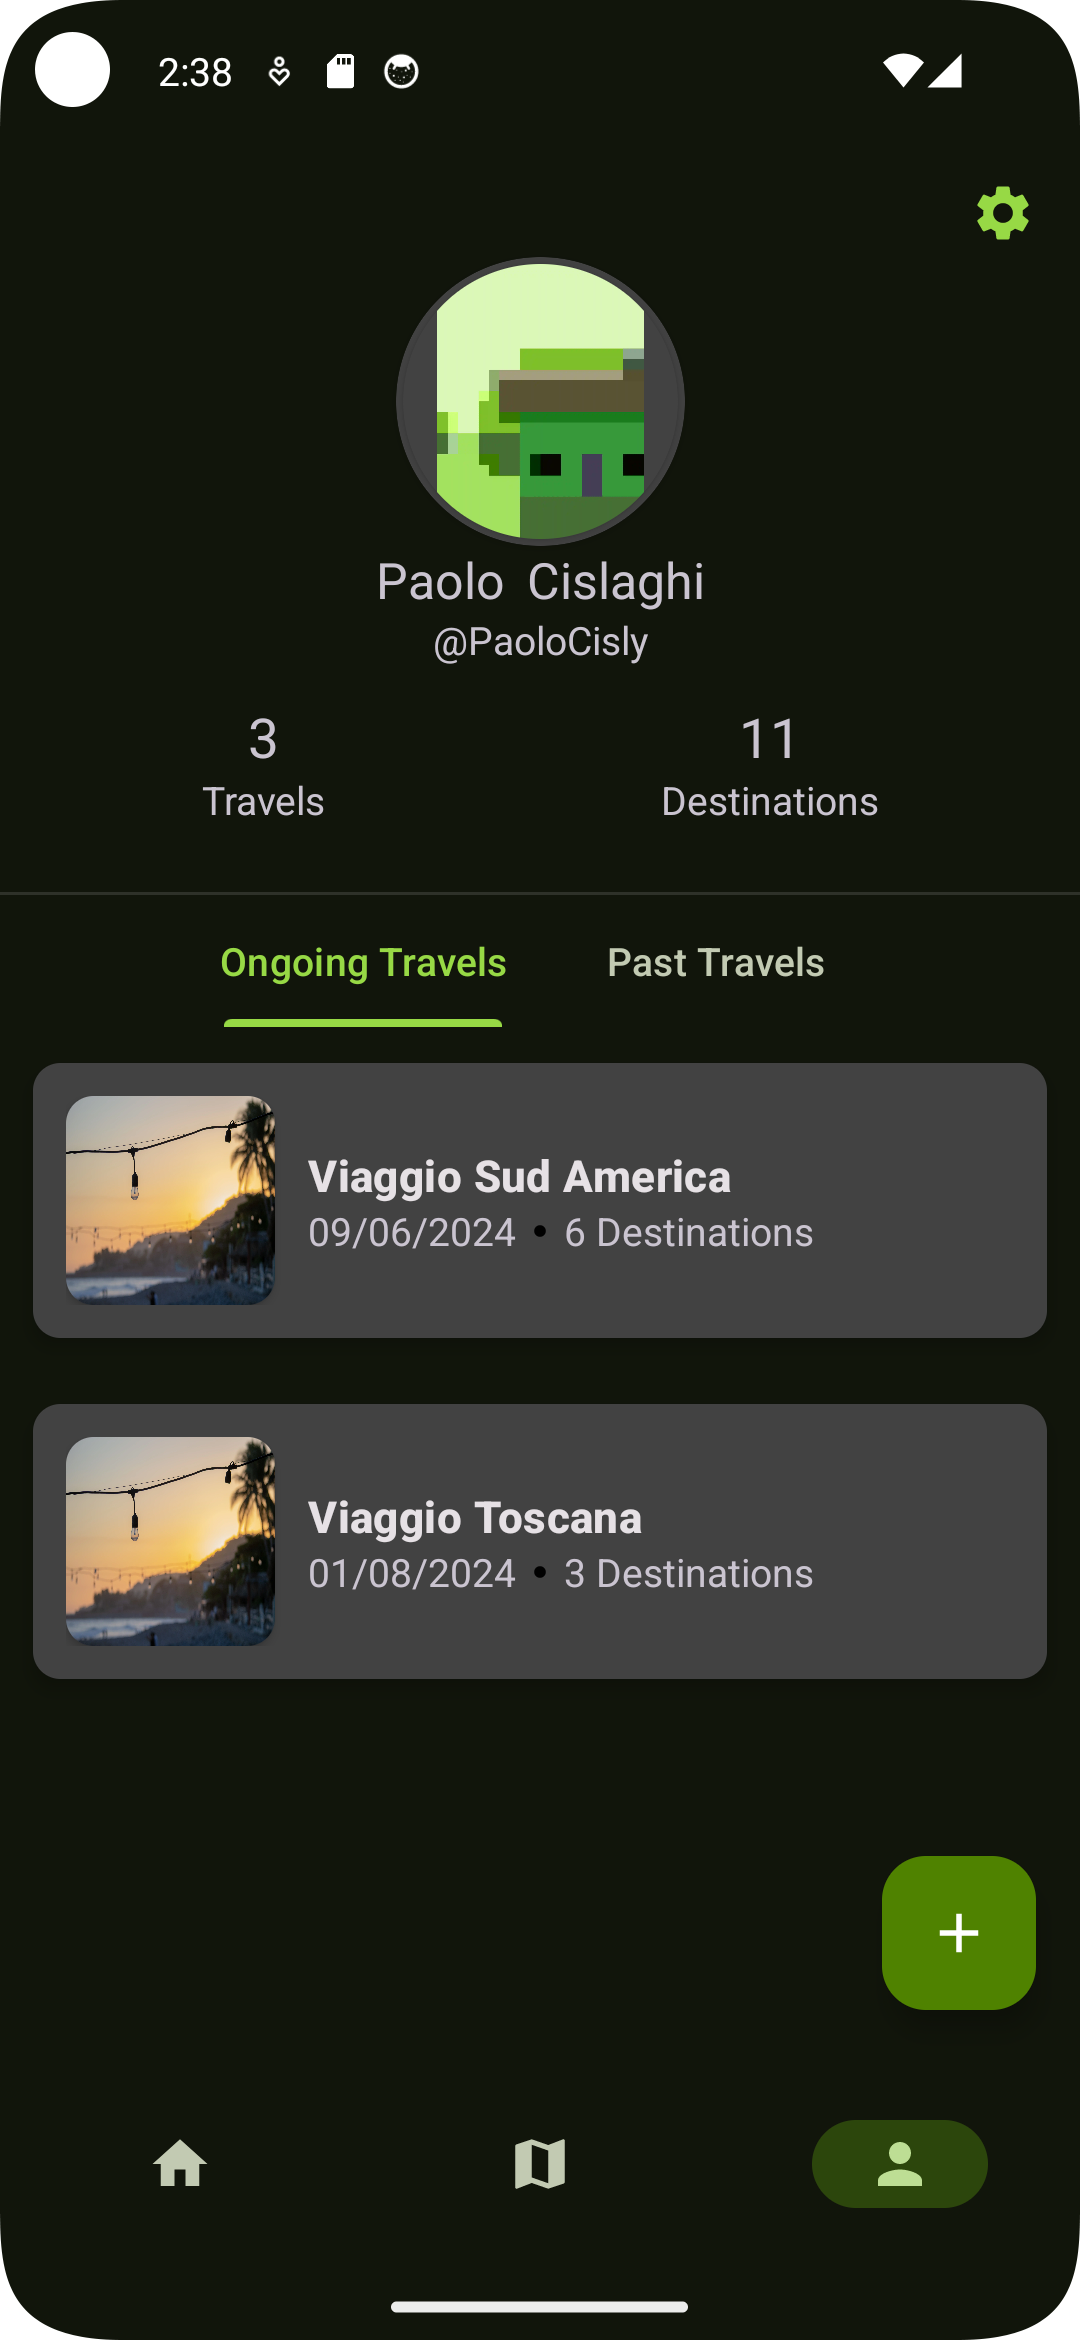 2:38
Paolo Cislaghi
@PaoloCisly
3 11
Travels Destinations
Ongoing Travels Past Travels
Viaggio Sud America
09/06/2024 • 6 Destinations
Viaggio Toscana
01/08/2024 • 3 Destinations